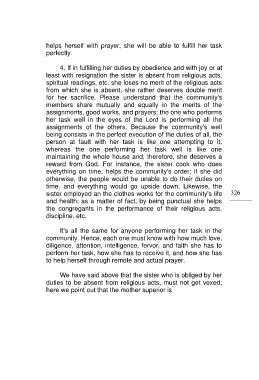 helps herself with prayer, she will be able to fulfill her task
perfectly.
4. If in fulfilling her duties by obedience and with joy or at
least with resignation the sister is absent from religious acts,
spiritual readings, etc. she loses no merit of the religious acts
from which she is absent, she rather deserves double merit
for her sacrifice. Please understand that the community's
members share mutually and equally in the merits of the
assignments, good works, and prayers; the one who performs
her task well in the eyes of the Lord is performing all the
assignments of the others. Because the community's well
being consists in the perfect execution of the duties of all, the
person at fault with her task is like one attempting to it,
whereas the one performing her task well is like one
maintaining the whole house and, therefore, she deserves a
reward from God. For instance, the sister cook who does
everything on time, helps the community's order; if she did
otherwise, the people would be unable to do their duties on
time, and everything would go upside down. Likewise, the
sister employed an the clothes works for the community's life
and health; as a matter of fact, by being punctual she helps
the congregants in the performance of their religious acts,
discipline, etc.
326
It's all the same for anyone performing her task in the
community. Hence, each one must know with how much love,
diligence, attention, intelligence, fervor, and faith she has to
perform her task, how she has to receive it, and how she has
to help herself through remote and actual prayer.
We have said above that the sister who is obliged by her
duties to be absent from religious acts, must not get vexed;
here we point out that the mother superior is